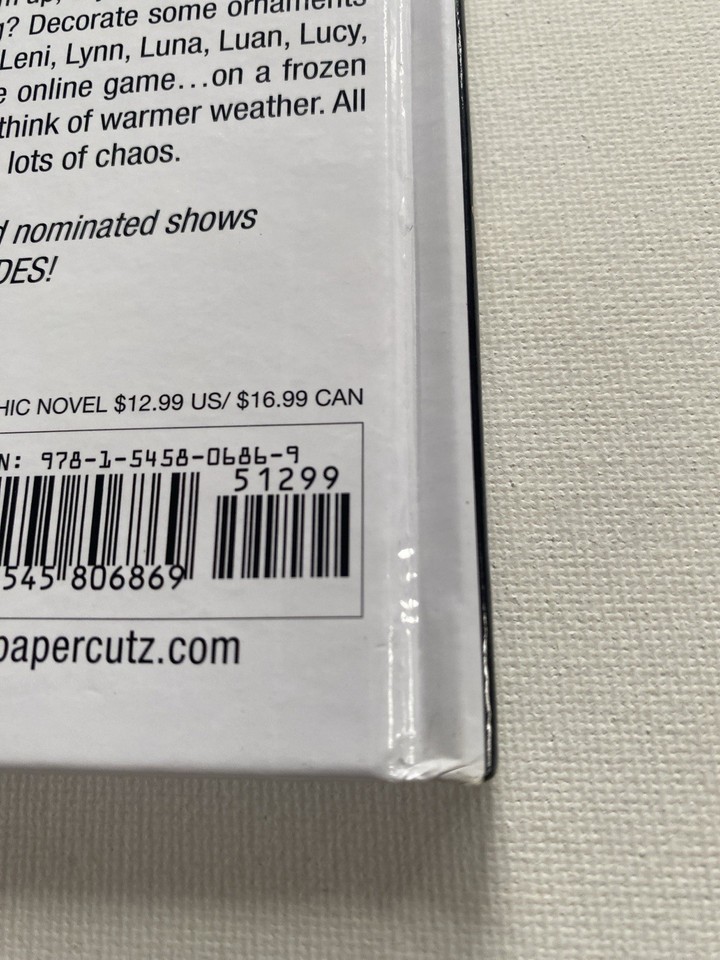 ? Decorate some ornaments
Leni, Lynn, Luna, Luan, Lucy,
online game...on a frozen
think of warmer weather. All
lots of chaos.
nominated shows
DES!
HIC NOVEL $12.99 US/ $16.99 CAN
N: 978-1-5458-0686-9
51299
545 806869
papercutz.com